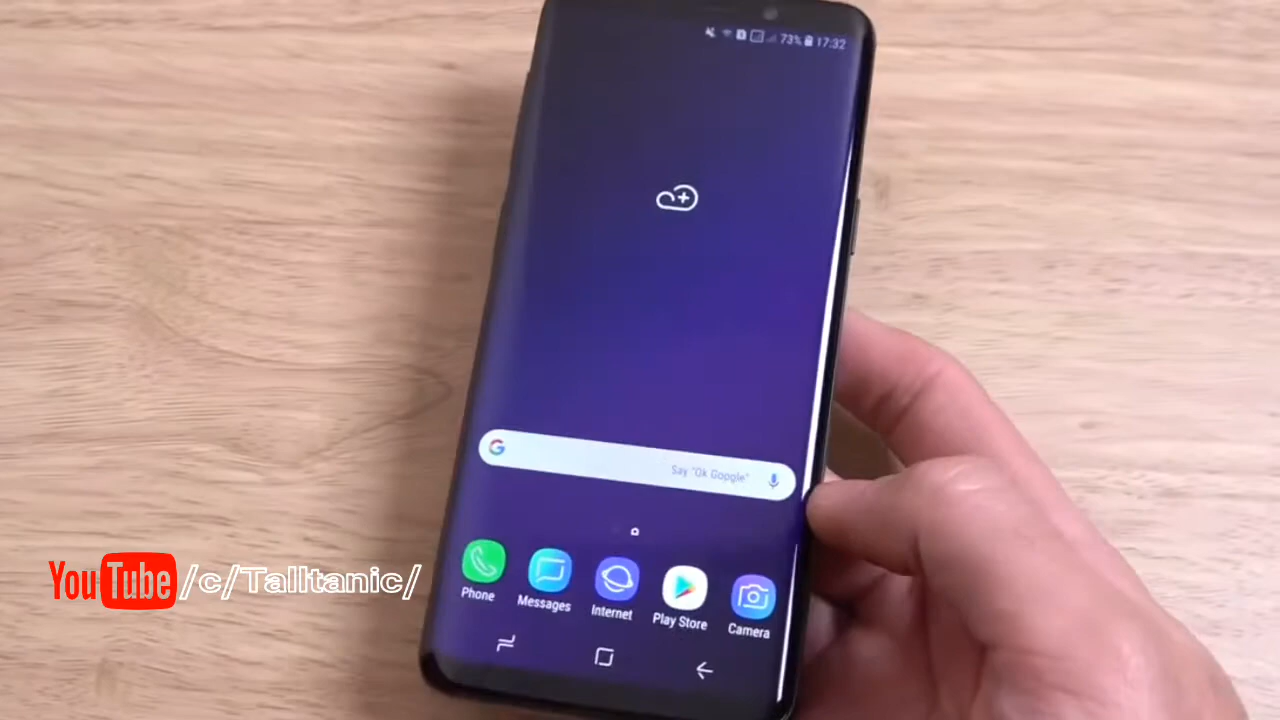 73% 17:32
G
Say "Ok Google"
Phone
Messages
Internet
Play Store
Camera
YouTube/c/Talltanic/